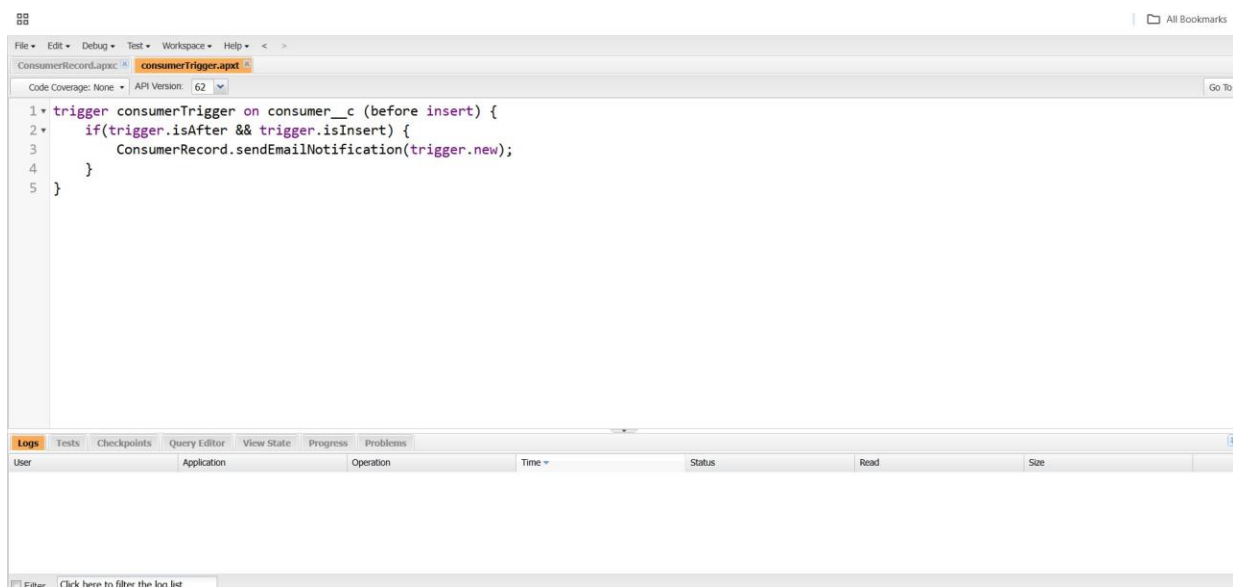 All Bookmarks
File Edit Debug Test Workspace Help < >
ConsumerRecord.apxc consumerTrigger.apxt
Code Coverage: None API Version: 62 Go To
1 trigger consumerTrigger on consumer__c (before insert) {
2 if(trigger.isAfter && trigger.isInsert) {
3 ConsumerRecord.sendEmailNotification(trigger.new);
4 }
5 }
Logs Tests Checkpoints Query Editor View State Progress Problems
User Application Operation Time Status Read Size
Filter Click here to filter the log list